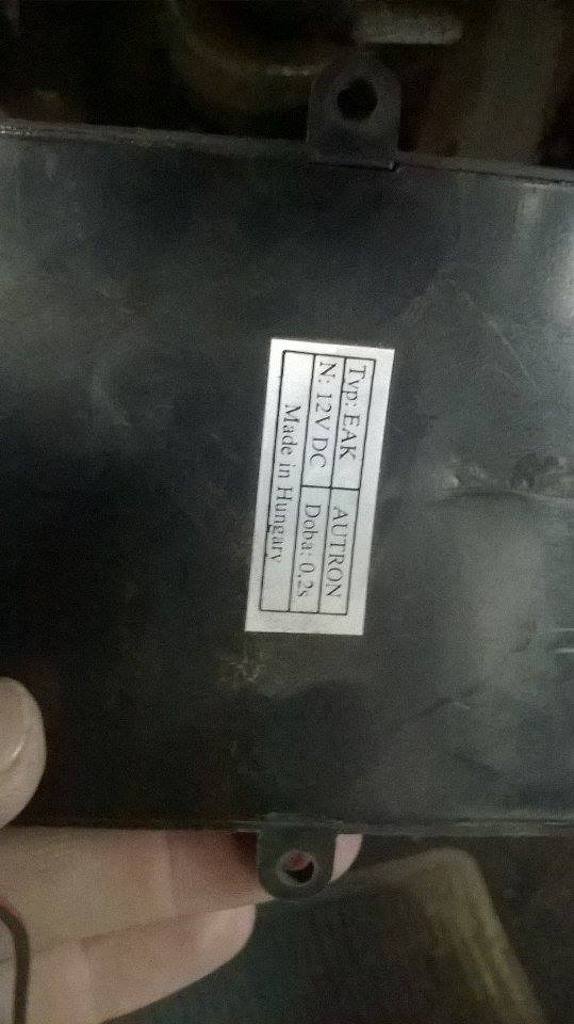 Typ: EAK AUTRON
N: 12V DC Doba: 0,2s
Made in Hungary